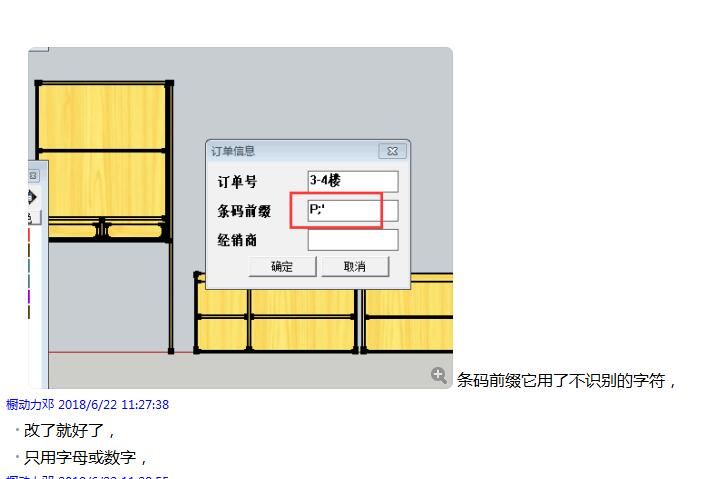 订单信息
订单号 3-4楼
条码前缀 P;'
经销商
确定 取消
条码前缀它用了不识别的字符，
橱动力邓 2018/6/22 11:27:38
·改了就好了，
·只用字母或数字，